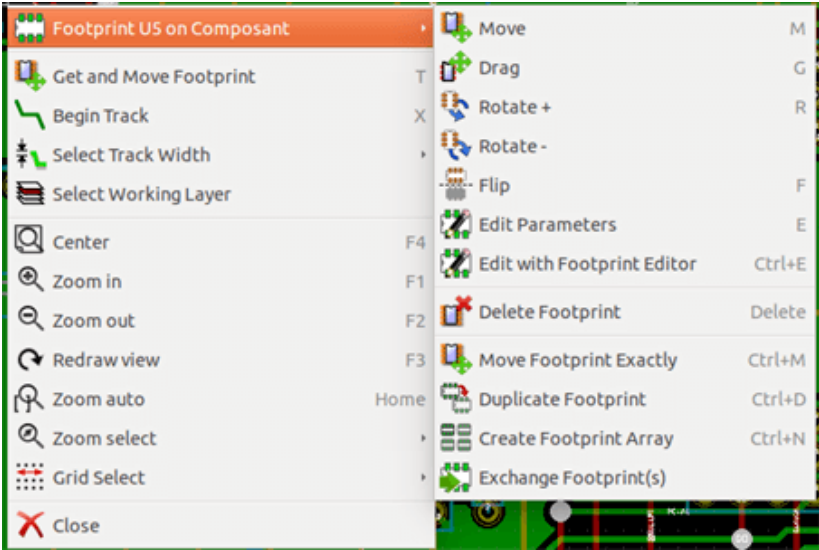 Footprint U5 on Composant
Get and Move Footprint T
Begin Track X
Select Track Width
Select Working Layer
Center F4
Zoom in F1
Zoom out F2
Redraw view F3
Zoom auto Home
Zoom select
Grid Select
Close
Move M
Drag G
Rotate + R
Rotate -
Flip F
Edit Parameters E
Edit with Footprint Editor Ctrl+E
Delete Footprint Delete
Move Footprint Exactly Ctrl+M
Duplicate Footprint Ctrl+D
Create Footprint Array Ctrl+N
Exchange Footprint(s)